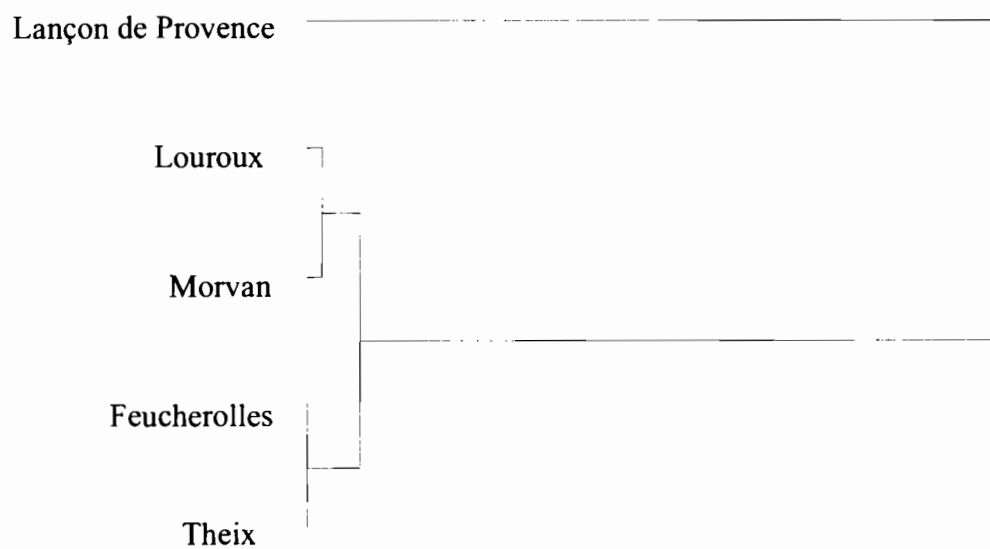 Lançon de Provence
Louroux
Morvan
Feucherolles
Theix